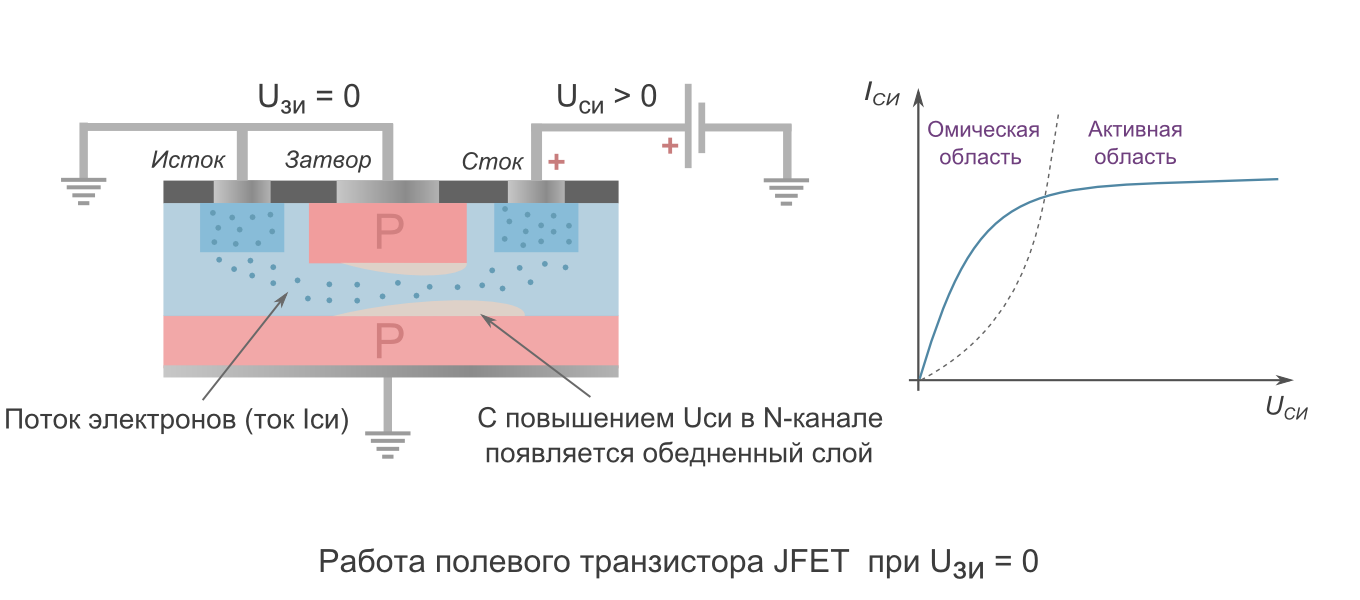 Uзи = 0
Uси > 0
Исток
Затвор
Сток
+
+
P
P
Поток электронов (ток Iси)
С повышением Uси в N-канале
появляется обедненный слой
IСИ
Омическая
область
Активная
область
UСИ
Работа полевого транзистора JFET при UЗИ = 0